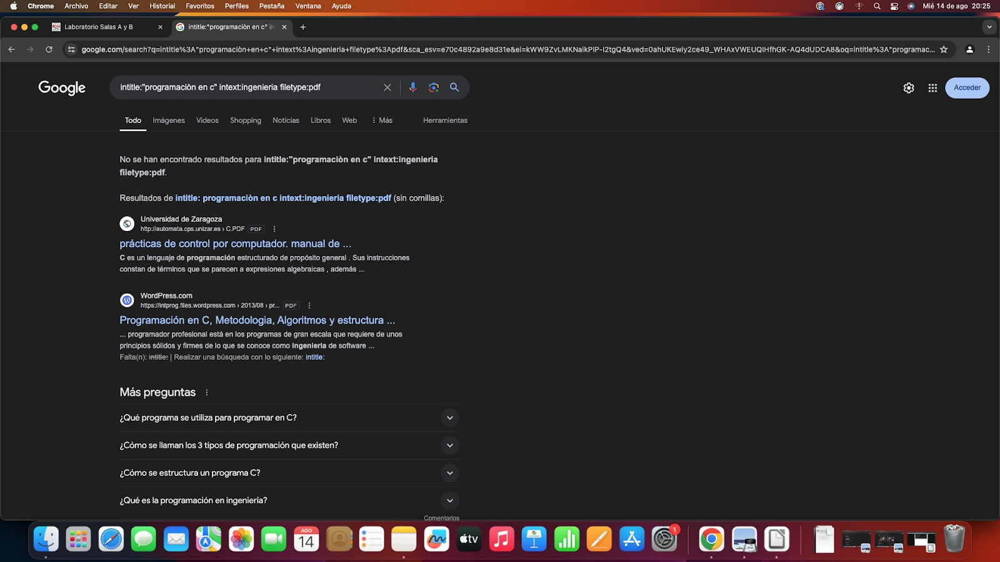 Chrome Archivo Editar Ver Historial Favoritos Perfiles Pestaña Ventana Ayuda Mié 14 de ago 20:25
Laboratorio Salas A y B intitle:"programaciòn en c" in
google.com/search?q=intitle%3A"programaciòn+en+c"+intext%3Aingenieria+filetype%3Apdf&sca_esv=e70c4892a9e8d31e&ei=kWW9ZvLMKNaikPIP-I2tgQ4&ved=0ahUKEwiy2ce49_WHAxVWEUQIHfhGK-AQ4dUDCA8&oq=intitle%3A"programac...
Google intitle:"programaciòn en c" intext:ingenieria filetype:pdf Acceder
Todo Imágenes Videos Shopping Noticias Libros Web Más Herramientas
No se han encontrado resultados para intitle:"programaciòn en c" intext:ingenieria
filetype:pdf.
Resultados de intitle: programaciòn en c intext:ingenieria filetype:pdf (sin comillas):
Universidad de Zaragoza
http://automata.cps.unizar.es › C.PDF PDF
prácticas de control por computador. manual de ...
C es un lenguaje de programación estructurado de propósito general . Sus instrucciones
constan de términos que se parecen a expresiones algebraicas , además ...
WordPress.com
https://intprog.files.wordpress.com › 2013/08 › pr... PDF
Programación en C, Metodologia, Algoritmos y estructura ...
... programador profesional está en los programas de gran escala que requiere de unos
principios sólidos y firmes de lo que se conoce como ingenieria de software ...
Falta(n): intitle: | Realizar una búsqueda con lo siguiente: intitle:
Más preguntas
¿Qué programa se utiliza para programar en C?
¿Cómo se llaman los 3 tipos de programación que existen?
¿Cómo se estructura un programa C?
¿Qué es la programación en ingeniería?
Comentarios
AGO
14
tv
1